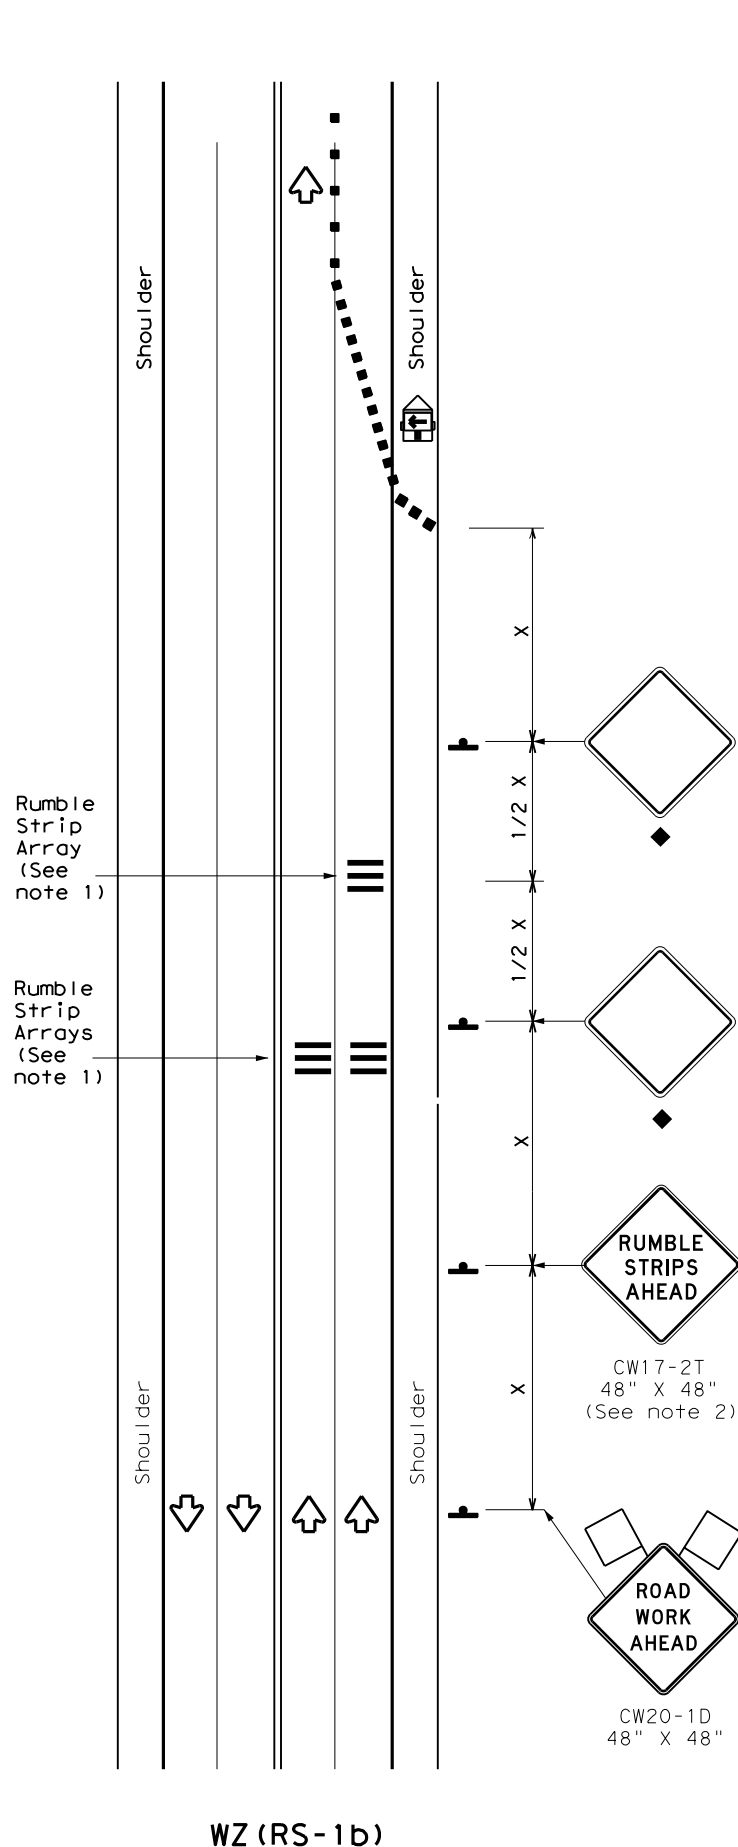 Shoulder
Shoulder
X
1/2 X
Rumble
Strip
Array
(See
note 1)
1/2 X
Rumble
Strip
Arrays
(See
note 1)
X
RUMBLE
STRIPS
AHEAD
CW17-2T
48" X 48"
(See note 2)
X
Shoulder
Shoulder
ROAD
WORK
AHEAD
CW20-1D
48" X 48"
WZ(RS-1b)